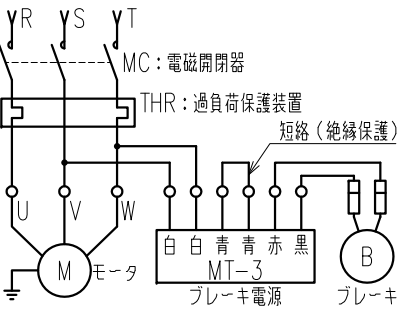 R S T
MC：電磁開閉器
THR：過負荷保護装置
短絡（絶縁保護）
U V W
白 白 青 青 赤 黒
MT-3
M モータ
B
ブレーキ電源 ブレーキ